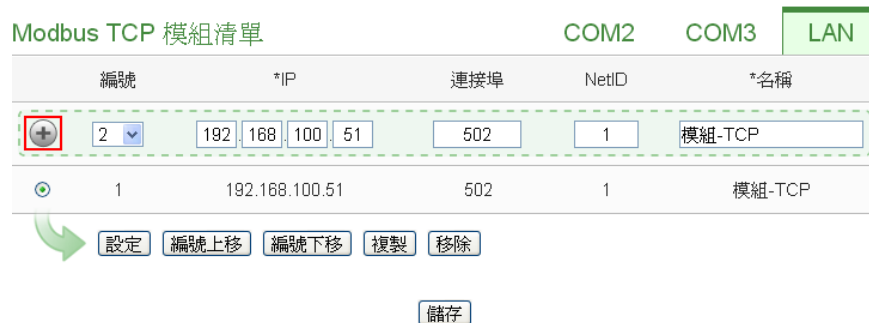 Modbus TCP 模組清單 COM2 COM3 LAN
編號 *IP 連接埠 NetID *名稱
2 192 . 168 . 100 . 51 502 1 模組-TCP
1 192.168.100.51 502 1 模組-TCP
設定 編號上移 編號下移 複製 移除
儲存